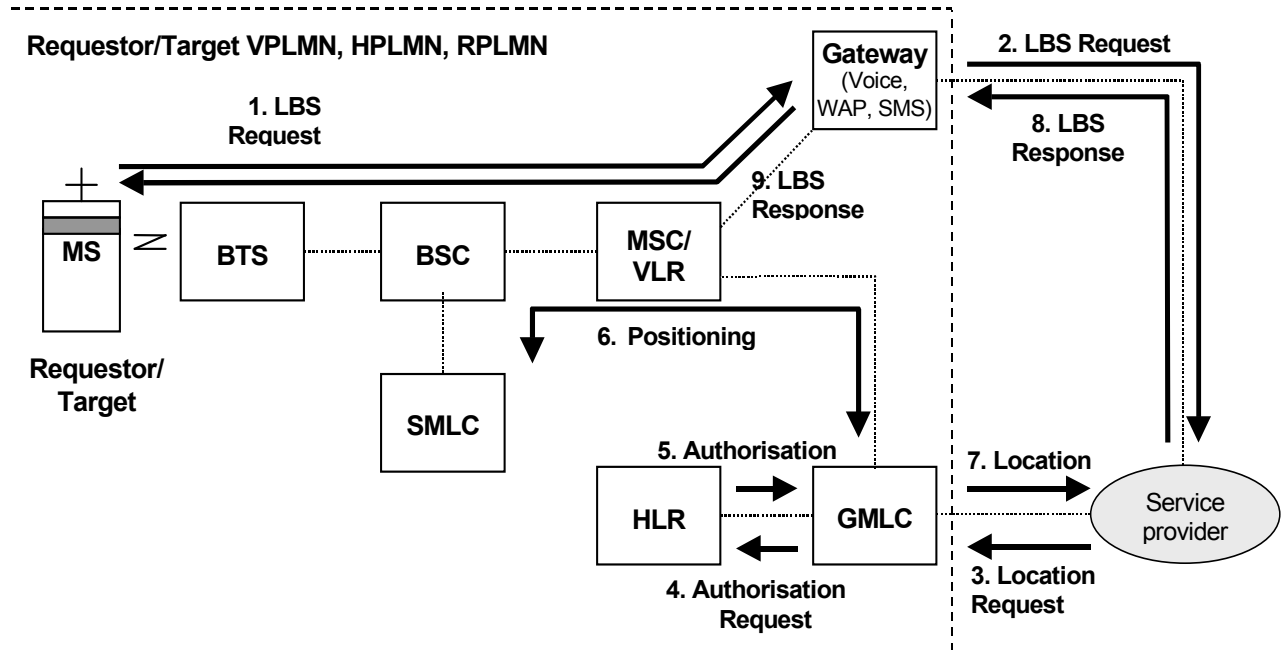 Requestor/Target VPLMN, HPLMN, RPLMN
Gateway
(Voice,
WAP, SMS)
2. LBS Request
1. LBS
Request
8. LBS
Response
9. LBS
Response
MS
BTS
BSC
MSC/
VLR
6. Positioning
Requestor/
Target
SMLC
5. Authorisation
7. Location
HLR
GMLC
Service
provider
4. Authorisation
Request
3. Location
Request